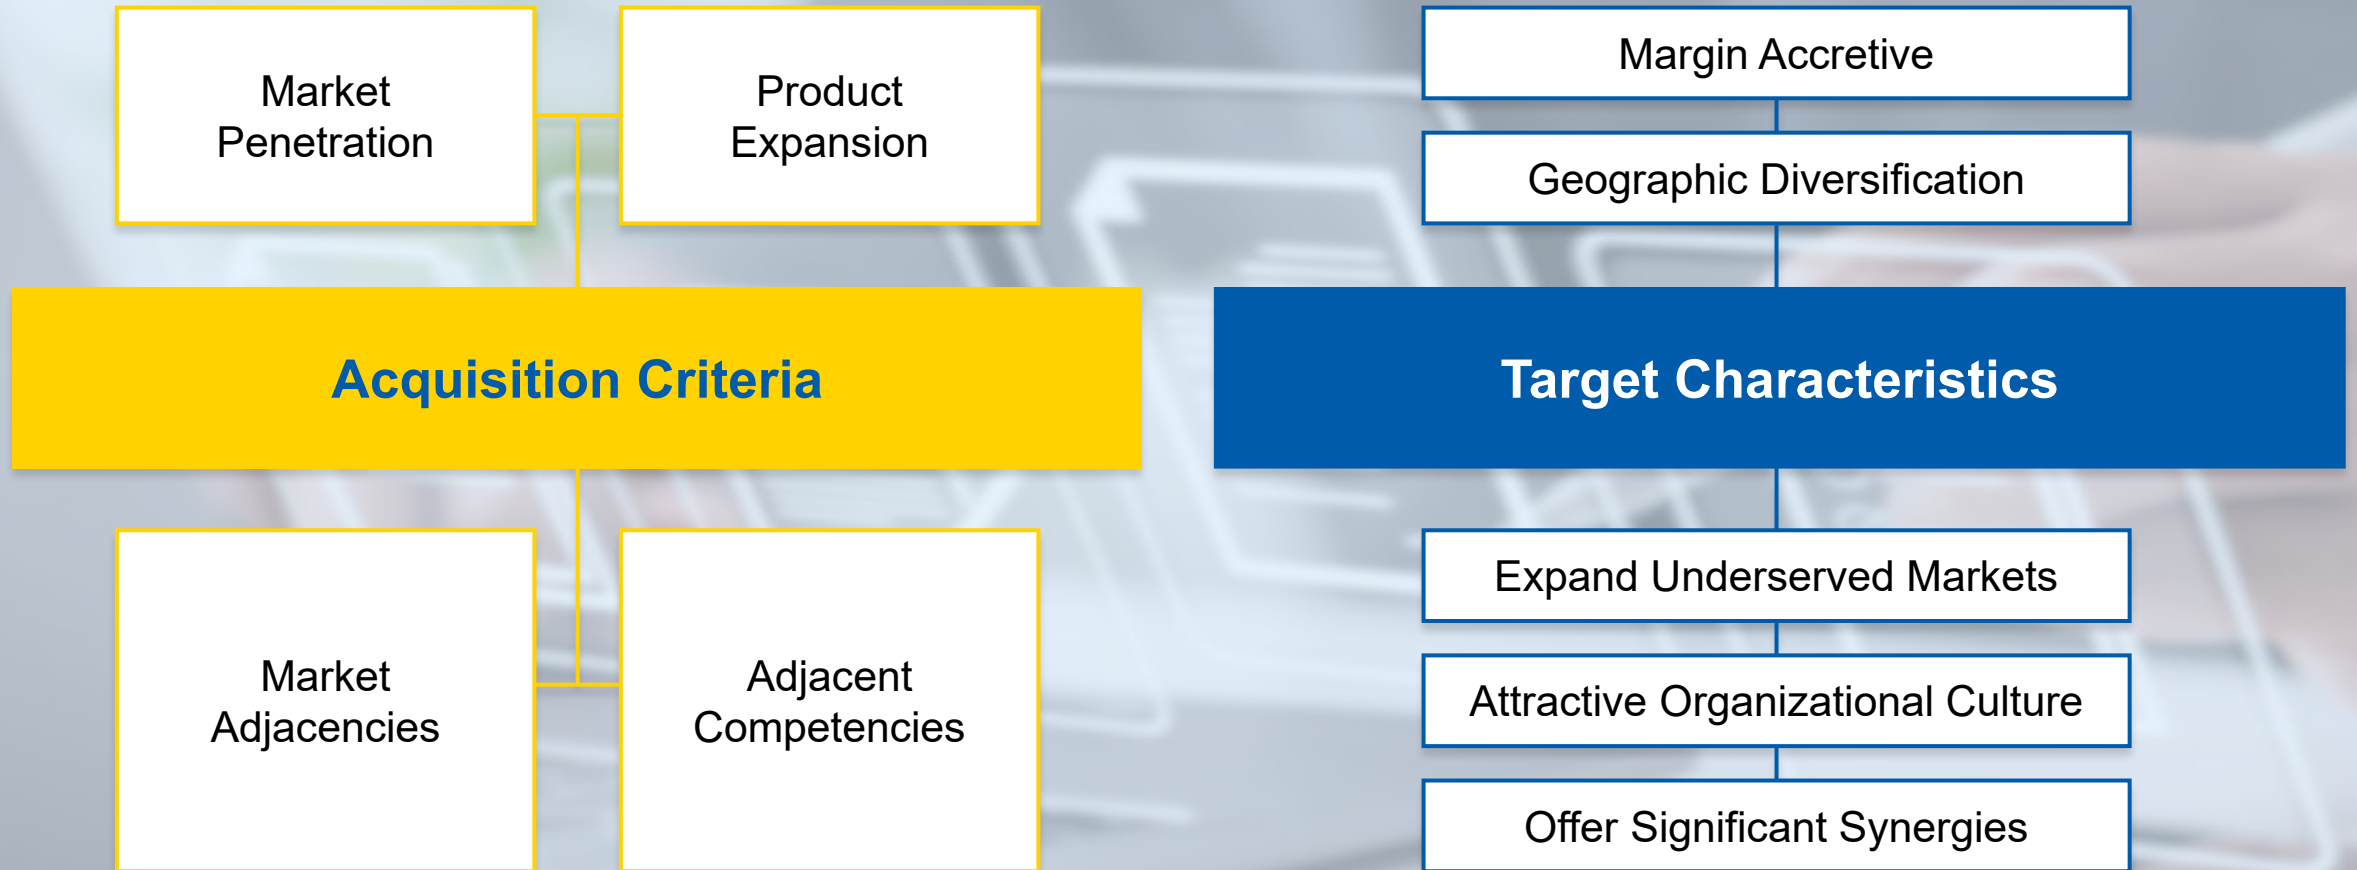 Market
Penetration
Product
Expansion
Acquisition Criteria
Market
Adjacencies
Adjacent
Competencies
Margin Accretive
Geographic Diversification
Target Characteristics
Expand Underserved Markets
Attractive Organizational Culture
Offer Significant Synergies